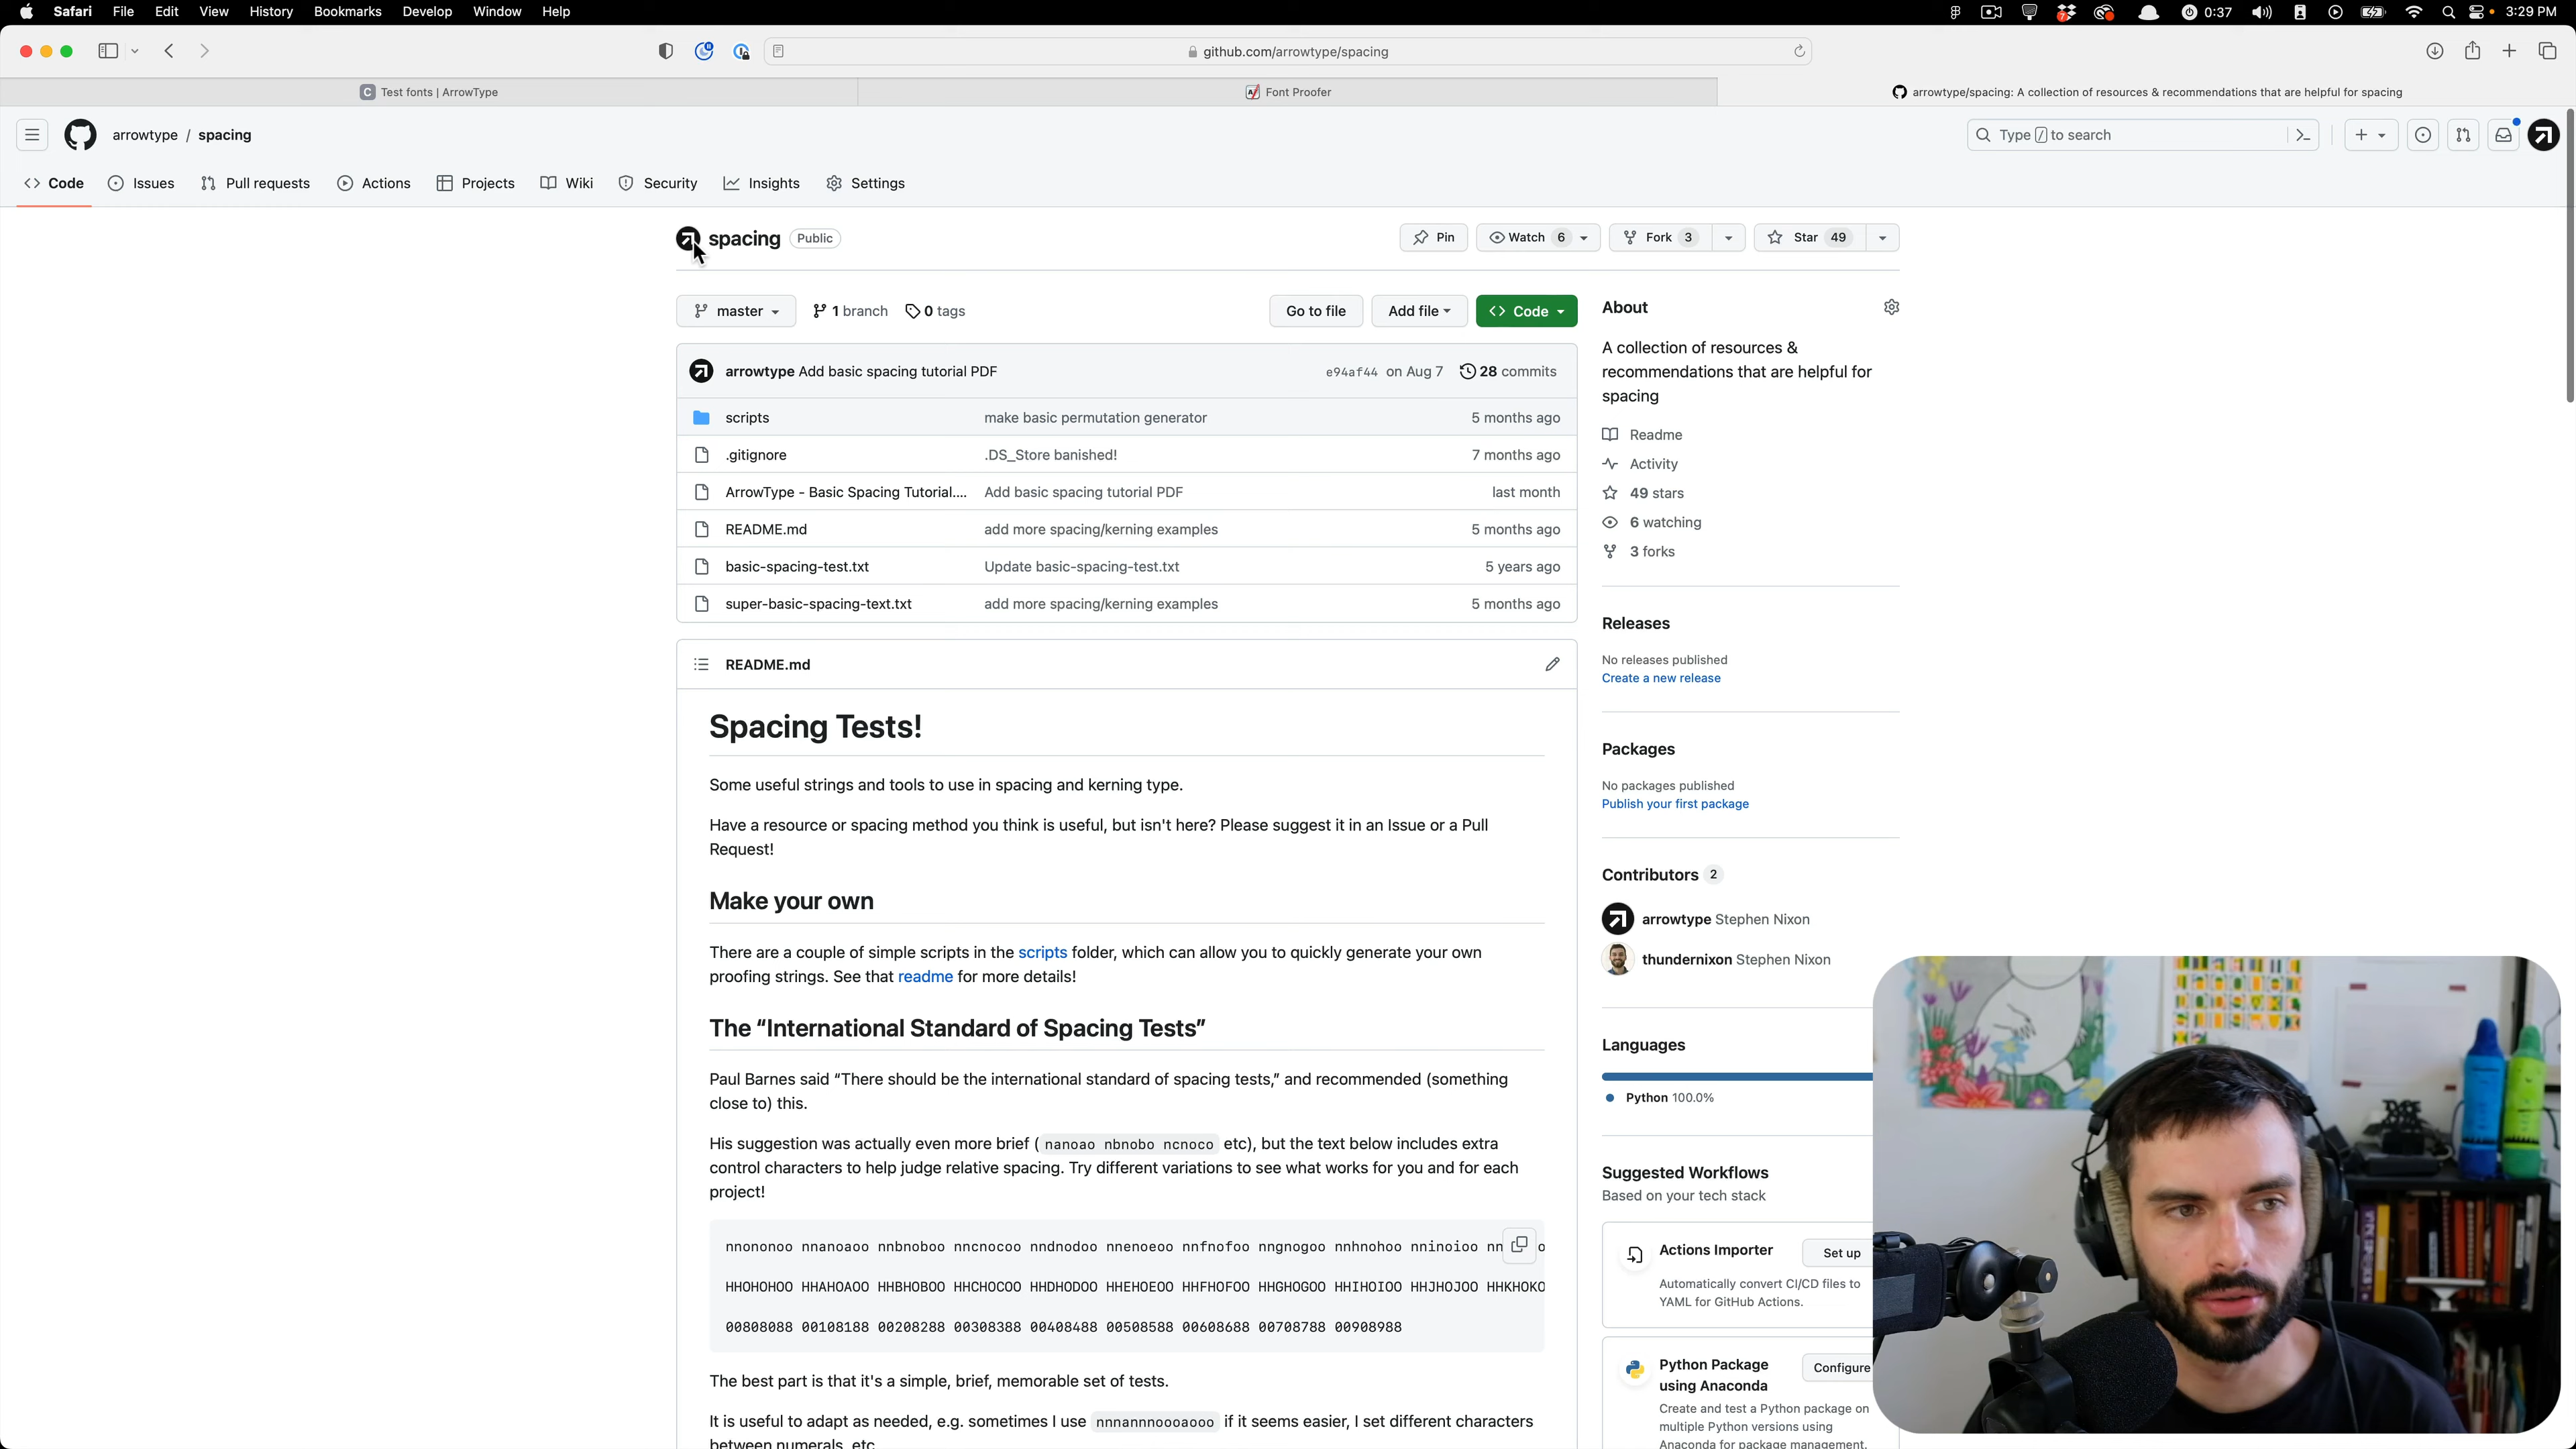 Safari File Edit View History Bookmarks Develop Window Help
7
0:37
3:29 PM
github.com/arrowtype/spacing
C Test fonts | ArrowType
Font Proofer
arrowtype/spacing: A collection of resources & recommendations that are helpful for spacing
arrowtype / spacing
Type / to search
Code Issues Pull requests Actions Projects Wiki Security Insights Settings
spacing Public
Pin Watch 6 Fork 3 Star 49
master 1 branch 0 tags
Go to file Add file Code
arrowtype Add basic spacing tutorial PDF e94af44 on Aug 7 28 commits
scripts make basic permutation generator 5 months ago
.gitignore .DS_Store banished! 7 months ago
ArrowType - Basic Spacing Tutorial.... Add basic spacing tutorial PDF last month
README.md add more spacing/kerning examples 5 months ago
basic-spacing-test.txt Update basic-spacing-test.txt 5 years ago
super-basic-spacing-text.txt add more spacing/kerning examples 5 months ago
README.md
Spacing Tests!
Some useful strings and tools to use in spacing and kerning type.
Have a resource or spacing method you think is useful, but isn't here? Please suggest it in an Issue or a Pull
Request!
Make your own
There are a couple of simple scripts in the scripts folder, which can allow you to quickly generate your own
proofing strings. See that readme for more details!
The “International Standard of Spacing Tests”
Paul Barnes said “There should be the international standard of spacing tests,” and recommended (something
close to) this.
His suggestion was actually even more brief ( nanoao nbnobo ncnoco etc), but the text below includes extra
control characters to help judge relative spacing. Try different variations to see what works for you and for each
project!
nnononoo nnanoaoo nnbnoboo nncnocoo nndnodoo nnenoeoo nnfnofoo nngnogoo nnhnohoo nninoioo nn
HHOHOHOO HHAHOAOO HHBHOBOO HHCHOCOO HHDHODOO HHEHOEOO HHFHOFOO HHGHOGOO HHIHOIOO HHJHOJOO HHKHOKO
00808088 00108188 00208288 00308388 00408488 00508588 00608688 00708788 00908988
The best part is that it's a simple, brief, memorable set of tests.
It is useful to adapt as needed, e.g. sometimes I use nnnannnoooaooo if it seems easier, I set different characters
between numerals, etc
About
A collection of resources &
recommendations that are helpful for
spacing
Readme
Activity
49 stars
6 watching
3 forks
Releases
No releases published
Create a new release
Packages
No packages published
Publish your first package
Contributors 2
arrowtype Stephen Nixon
thundernixon Stephen Nixon
Languages
Python 100.0%
Suggested Workflows
Based on your tech stack
Actions Importer Set up
Automatically convert CI/CD files to
YAML for GitHub Actions.
Python Package Configure
using Anaconda
Create and test a Python package on
multiple Python versions using
Anaconda for package management.